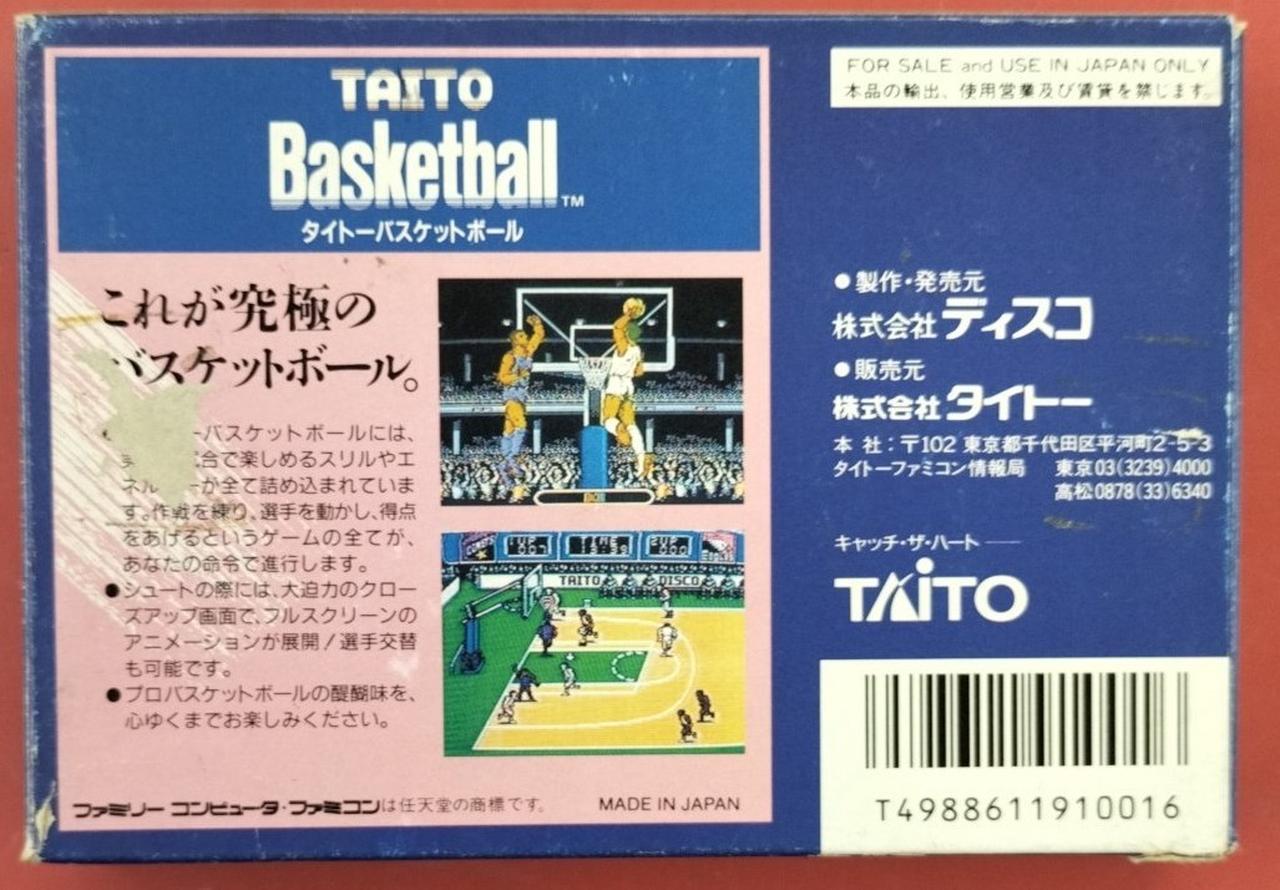 TAITO
Basketball TM
タイトーバスケットボール
これが究極の
バスケットボール。
ーバスケットボールには、
合で楽しめるスリルやエ
ネル ーが全て詰め込まれていま
す。作戦を練り、選手を動かし、得点
をあげるというゲームの全てが、
あなたの命令で進行します。
●シュートの際には、大迫力のクロー
ズアップ画面で、フルスクリーンの
アニメーションが展開!選手交替
も可能です。
●プロバスケットボールの醍醐味を、
心ゆくまでお楽しみください。
TIME
TAITO DISCO
ファミリーコンピュータ・ファミコンは任天堂の商標です。
MADE IN JAPAN
FOR SALE and USE IN JAPAN ONLY
本品の輸出、使用営業及び賃貸を禁じます。
●製作・発売元
株式会社ディスコ
●販売元
株式会社タイトー
本 社:〒102 東京都千代田区平河町2-5-3
タイトーファミコン情報局 東京03(3239)4000
高松0878(33)6340
キャッチ・ザ・ハート
TAITO
T4988611910016